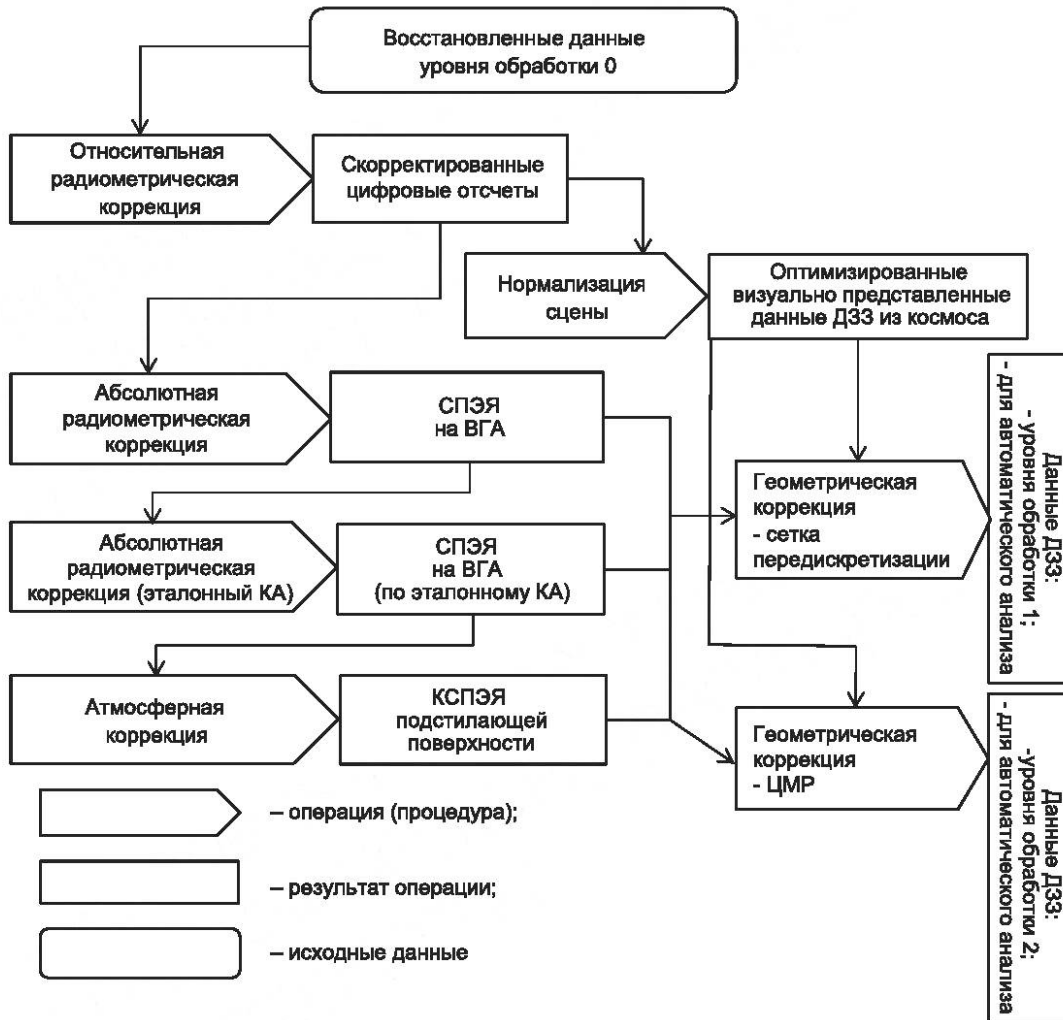 Восстановленные данные
уровня обработки 0
Относительная
радиометрическая
коррекция
Скорректированные
цифровые отсчеты
Нормализация
сцены
Оптимизированные
визуально представленные
данные ДЗЗ из космоса
Абсолютная
радиометрическая
коррекция
СПЭЯ
на ВГА
Геометрическая
коррекция
- сетка
передискретизации
Данные ДЗЗ:
- уровня обработки 1;
- для автоматического анализа
Абсолютная
радиометрическая
коррекция (эталонный КА)
СПЭЯ
на ВГА
(по эталонному КА)
Атмосферная
коррекция
КСПЭЯ
подстилающей
поверхности
Геометрическая
коррекция
- ЦМР
Данные ДЗЗ:
-уровня обработки 2;
- для автоматического анализа
– операция (процедура);
– результат операции;
– исходные данные